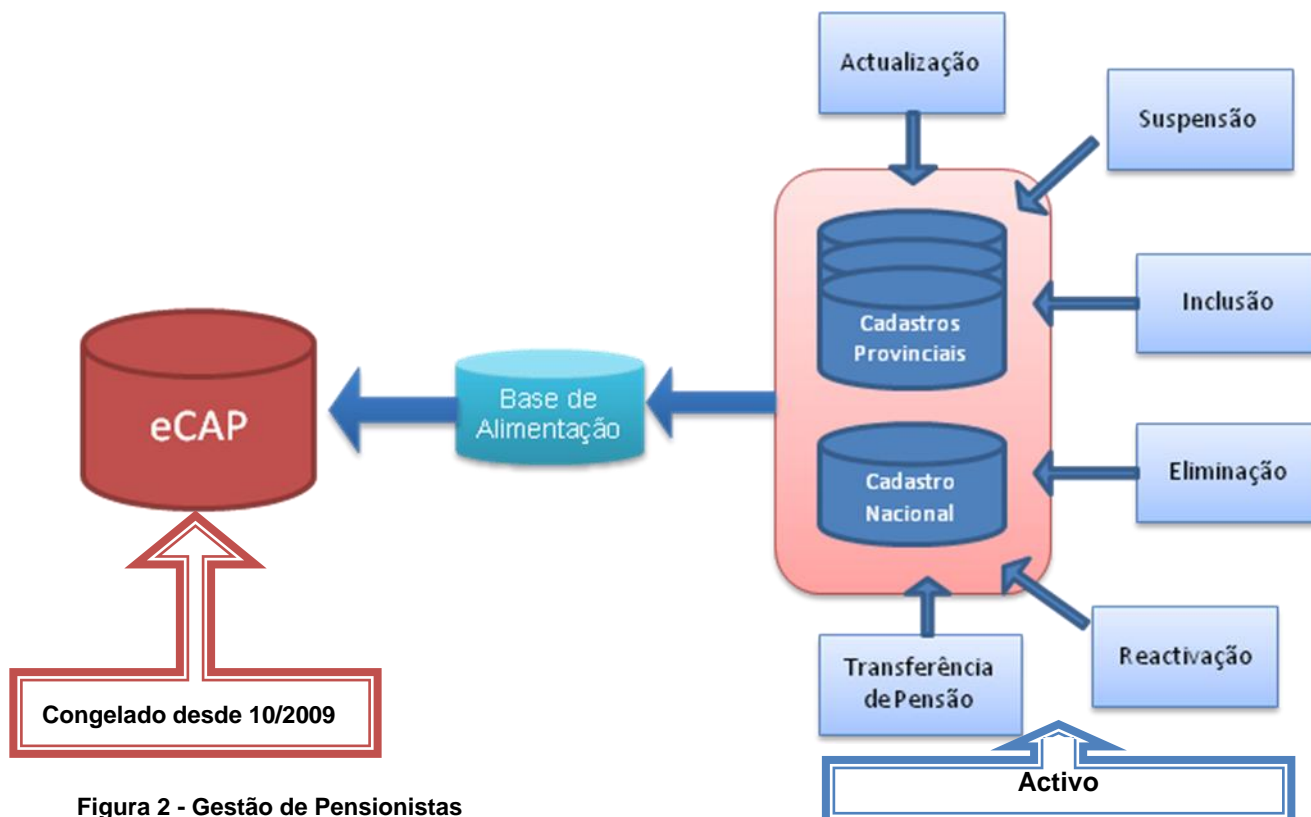 Actualização
Suspensão
Inclusão
Cadastros
Provinciais
eCAP
Base de
Alimentação
Cadastro
Nacional
Eliminação
Reactivação
Transferência
de Pensão
Congelado desde 10/2009
Activo
Figura 2 - Gestão de Pensionistas